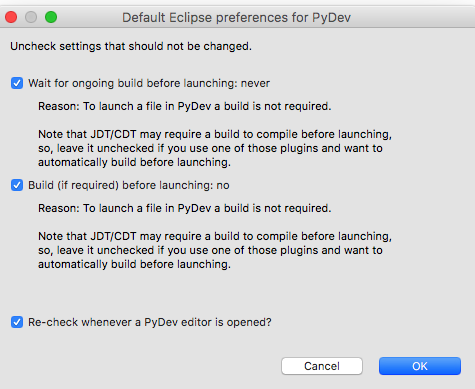 Default Eclipse preferences for PyDev
Uncheck settings that should not be changed.
Wait for ongoing build before launching: never
Reason: To launch a file in PyDev a build is not required.
Note that JDT/CDT may require a build to compile before launching,
so, leave it unchecked if you use one of those plugins and want to
automatically build before launching.
Build (if required) before launching: no
Reason: To launch a file in PyDev a build is not required.
Note that JDT/CDT may require a build to compile before launching,
so, leave it unchecked if you use one of those plugins and want to
automatically build before launching.
Re-check whenever a PyDev editor is opened?
Cancel OK